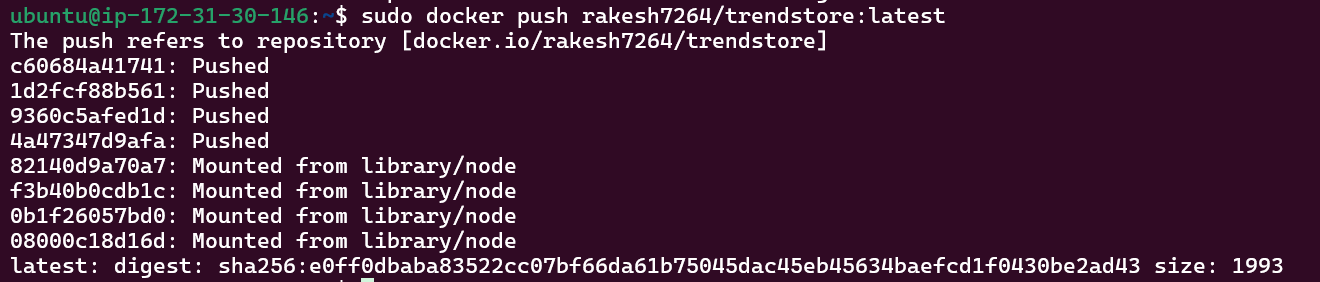 ubuntu@ip-172-31-30-146:~$ sudo docker push rakesh7264/trendstore:latest
The push refers to repository [docker.io/rakesh7264/trendstore]
c60684a41741: Pushed
1d2fcf88b561: Pushed
9360c5afed1d: Pushed
4a47347d9afa: Pushed
82140d9a70a7: Mounted from library/node
f3b40b0cdb1c: Mounted from library/node
0b1f26057bd0: Mounted from library/node
08000c18d16d: Mounted from library/node
latest: digest: sha256:e0ff0dbaba83522cc07bf66da61b75045dac45eb45634baefcd1f0430be2ad43 size: 1993